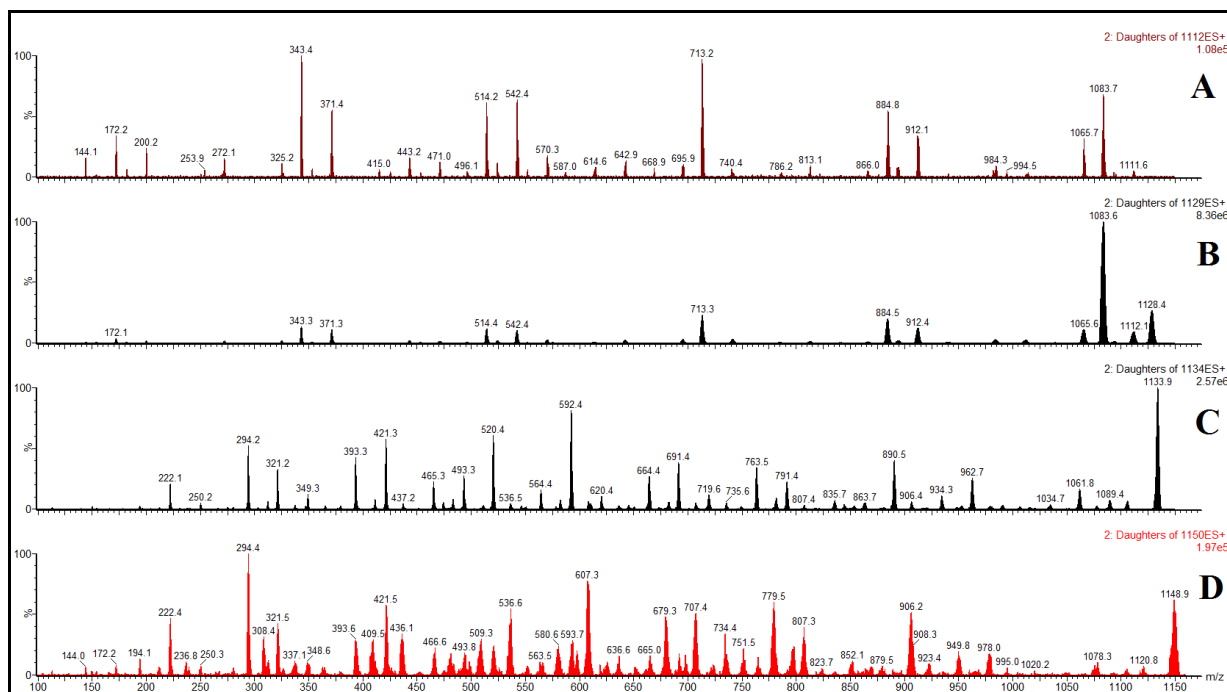 2: Daughters of 1112ES+
1.08e5
A
100
%
0
144.1 172.2 200.2 253.9 272.1 325.2 343.4 371.4 415.0 443.2 471.0 496.1 514.2 542.4 570.3 587.0 614.6 642.9 668.9 695.9 713.2 740.4 786.2 813.1 866.0 884.8 912.1 984.3 994.5 1065.7 1083.7 1111.6
2: Daughters of 1129ES+
8.36e6
B
100
%
0
172.1 343.3 371.3 514.4 542.4 713.3 884.5 912.4 1065.6 1083.6 1112.1 1128.4
2: Daughters of 1134ES+
2.57e6
C
100
%
0
222.1 250.2 294.2 321.2 349.3 393.3 421.3 437.2 465.3 493.3 520.4 536.5 564.4 592.4 620.4 664.4 691.4 719.6 735.6 763.5 791.4 807.4 835.7 863.7 890.5 906.4 934.3 962.7 1034.7 1061.8 1089.4 1133.9
2: Daughters of 1150ES+
1.97e5
D
100
%
0
144.0 172.2 194.1 222.4 236.8 250.3 294.4 308.4 321.5 337.1 348.6 393.6 409.5 421.5 436.1 466.6 493.8 509.3 536.6 563.5 580.6 593.7 607.3 636.6 665.0 679.3 707.4 734.4 751.5 779.5 807.3 823.7 852.1 879.5 906.2 908.3 923.4 949.8 978.0 995.0 1020.2 1078.3 1120.8 1148.9
100 150 200 250 300 350 400 450 500 550 600 650 700 750 800 850 900 950 1000 1050 1100 1150 m/z